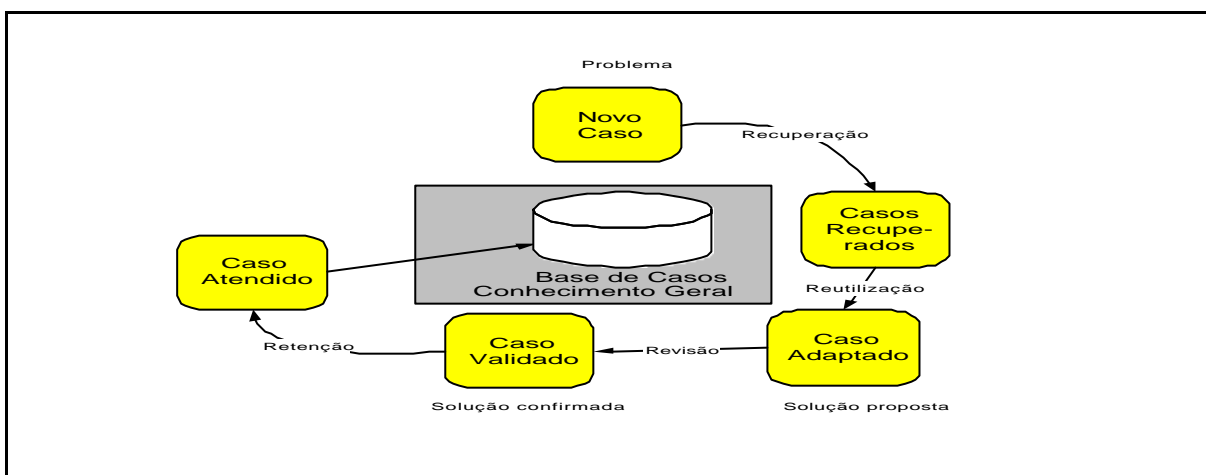 Problema
Novo
Caso
Recuperação
Casos
Recupe-
rados
Reutilização
Caso
Adaptado
Solução proposta
Revisão
Caso
Validado
Solução confirmada
Retenção
Caso
Atendido
Base de Casos
Conhecimento Geral